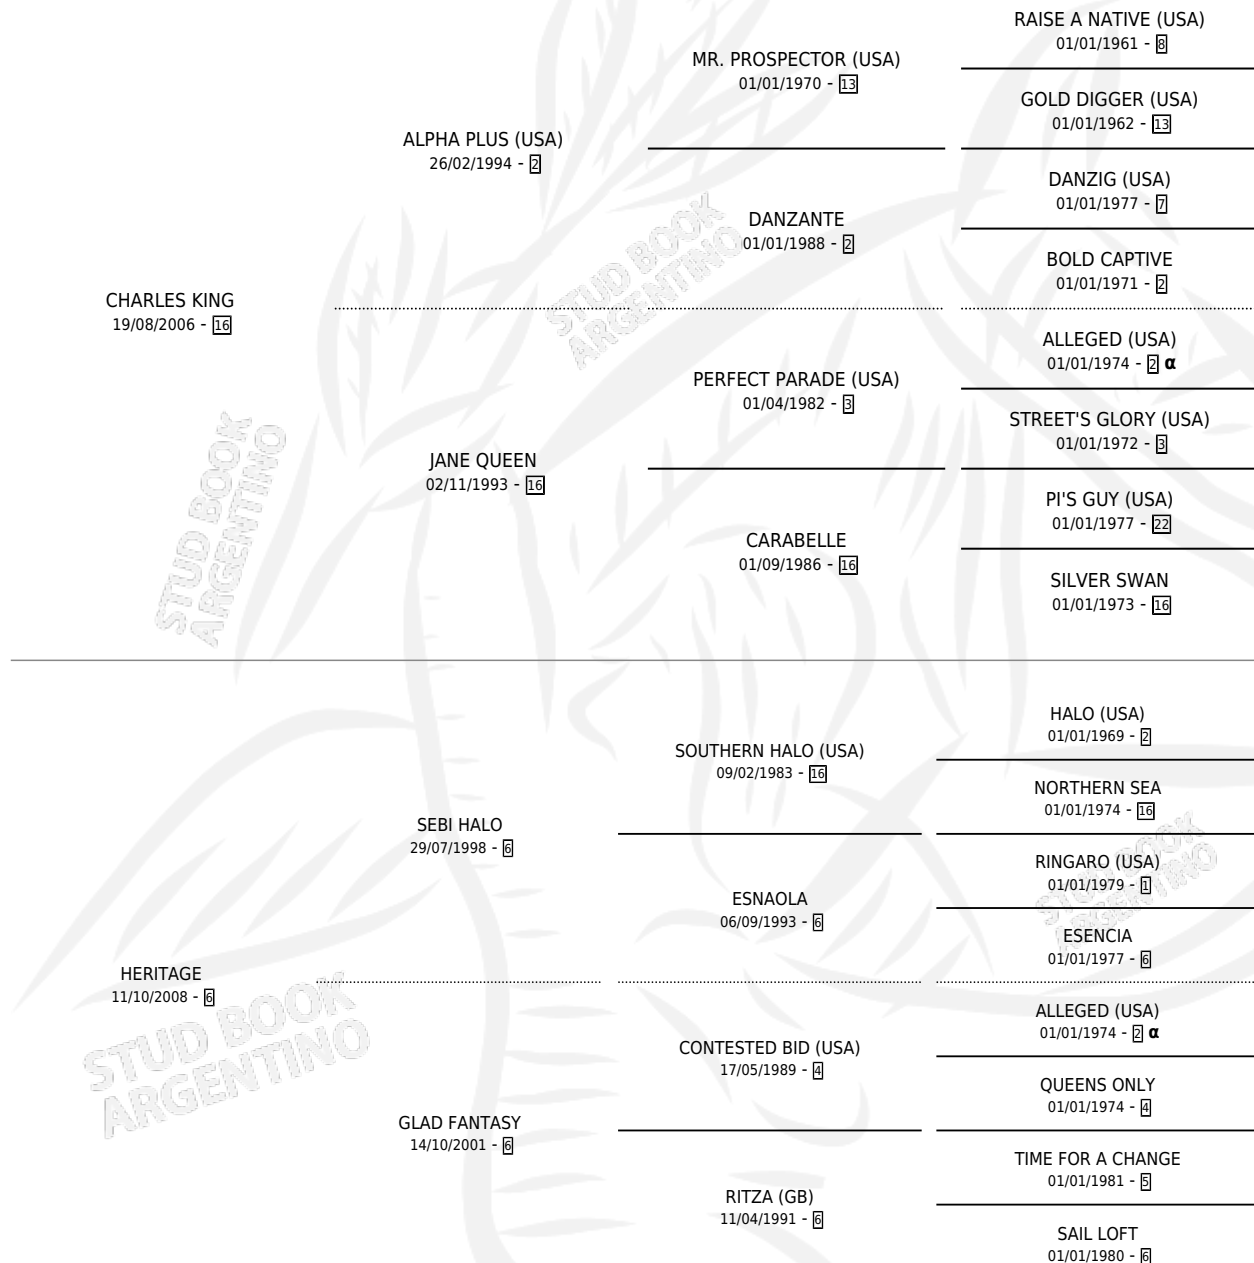 RAISE A NATIVE (USA)
01/01/1961 - 8
MR. PROSPECTOR (USA)
01/01/1970 - 13
GOLD DIGGER (USA)
01/01/1962 - 13
ALPHA PLUS (USA)
26/02/1994 - 2
DANZIG (USA)
01/01/1977 - 7
DANZANTE
01/01/1988 - 2
BOLD CAPTIVE
01/01/1971 - 2
CHARLES KING
19/08/2006 - 16
ALLEGED (USA)
01/01/1974 - 2 α
PERFECT PARADE (USA)
01/04/1982 - 3
STREET'S GLORY (USA)
01/01/1972 - 3
JANE QUEEN
02/11/1993 - 16
PI'S GUY (USA)
01/01/1977 - 22
CARABELLE
01/09/1986 - 16
SILVER SWAN
01/01/1973 - 16
HALO (USA)
01/01/1969 - 2
SOUTHERN HALO (USA)
09/02/1983 - 16
NORTHERN SEA
01/01/1974 - 16
SEBI HALO
29/07/1998 - 6
RINGARO (USA)
01/01/1979 - 1
ESNAOLA
06/09/1993 - 6
ESENCIA
01/01/1977 - 6
HERITAGE
11/10/2008 - 6
ALLEGED (USA)
01/01/1974 - 2 α
CONTESTED BID (USA)
17/05/1989 - 4
QUEENS ONLY
01/01/1974 - 4
GLAD FANTASY
14/10/2001 - 6
TIME FOR A CHANGE
01/01/1981 - 5
RITZA (GB)
11/04/1991 - 6
SAIL LOFT
01/01/1980 - 6
STUD BOOK
ARGENTINO
STUD BOOK
ARGENTINO
STUD BOOK
ARGENTINO
STUD BOOK
ARGENTINO